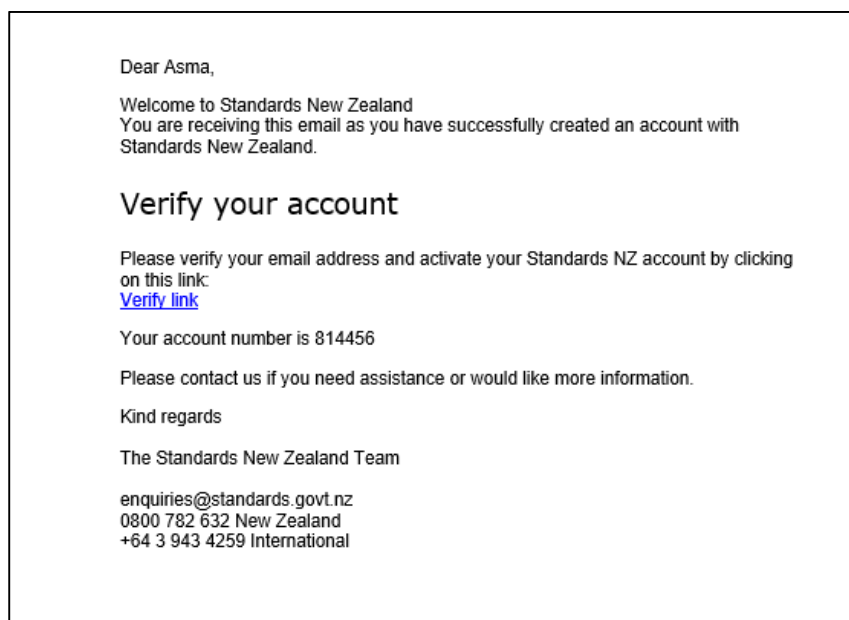 Dear Asma,
Welcome to Standards New Zealand
You are receiving this email as you have successfully created an account with
Standards New Zealand.
Verify your account
Please verify your email address and activate your Standards NZ account by clicking
on this link:
Verify link
Your account number is 814456
Please contact us if you need assistance or would like more information.
Kind regards
The Standards New Zealand Team
enquiries@standards.govt.nz
0800 782 632 New Zealand
+64 3 943 4259 International